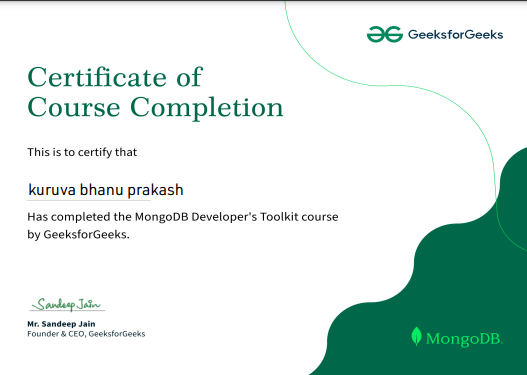 GeeksforGeeks
Certificate of
Course Completion
This is to certify that
kuruva bhanu prakash
Has completed the MongoDB Developer's Toolkit course
by GeeksforGeeks.
Sandeep Jain
Mr. Sandeep Jain
Founder & CEO, GeeksforGeeks
MongoDB.